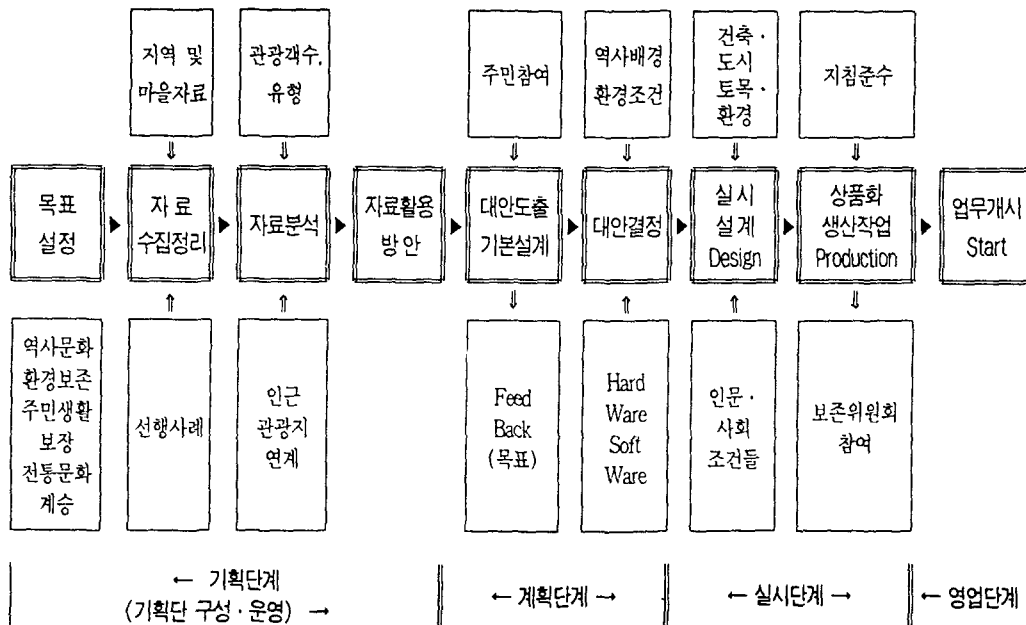 지역 및
마을자료
관광객수,
유형
주민참여
역사배경
환경조건
건축·
도시
토목·
환경
지침준수
목표
설정
자 료
수집정리
자료분석
자료활용
방 안
대안도출
기본설계
대안결정
실 시
설 계
Design
상품화
생산작업
Production
업무개시
Start
역사문화
환경보존
주민생활
보장
전통문화
계승
선행사례
인근
관광지
연계
Feed
Back
(목표)
Hard
Ware
Soft
Ware
인문·
사회
조건들
보존위원회
참여
← 기획단계
(기획단 구성·운영) →
← 계획단계 →
← 실시단계 →
← 영업단계